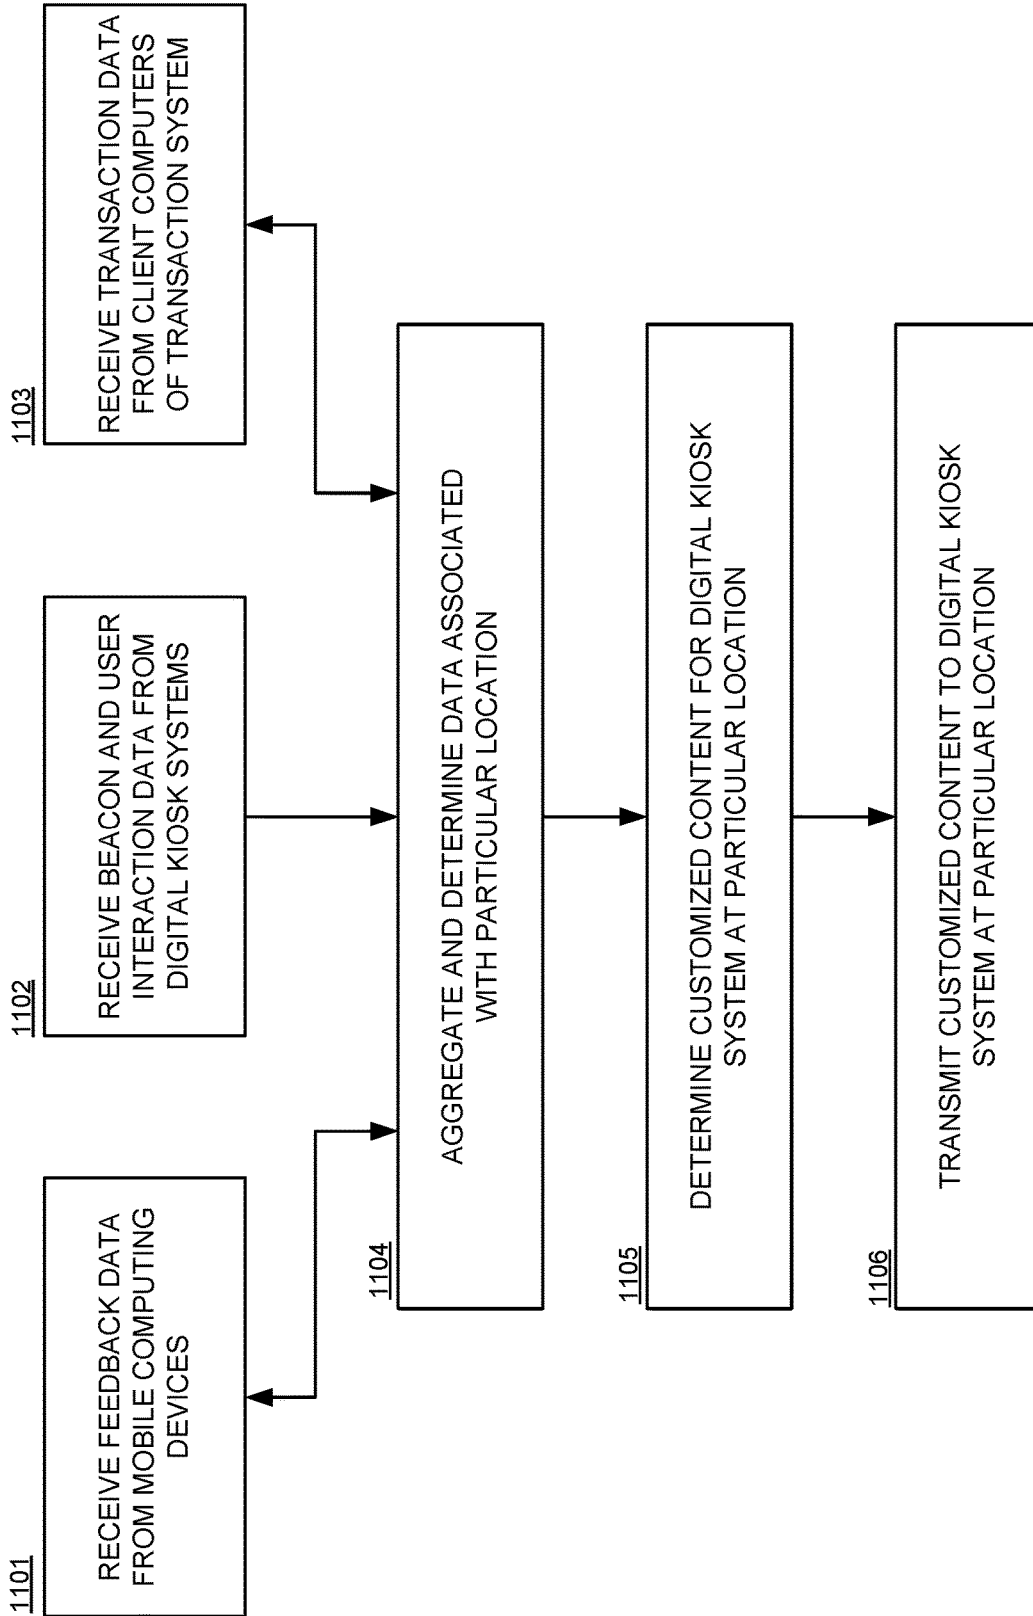 1101
RECEIVE FEEDBACK DATA
FROM MOBILE COMPUTING
DEVICES
1102
RECEIVE BEACON AND USER
INTERACTION DATA FROM
DIGITAL KIOSK SYSTEMS
1103
RECEIVE TRANSACTION DATA
FROM CLIENT COMPUTERS
OF TRANSACTION SYSTEM
1104
AGGREGATE AND DETERMINE DATA ASSOCIATED
WITH PARTICULAR LOCATION
1105
DETERMINE CUSTOMIZED CONTENT FOR DIGITAL KIOSK
SYSTEM AT PARTICULAR LOCATION
1106
TRANSMIT CUSTOMIZED CONTENT TO DIGITAL KIOSK
SYSTEM AT PARTICULAR LOCATION